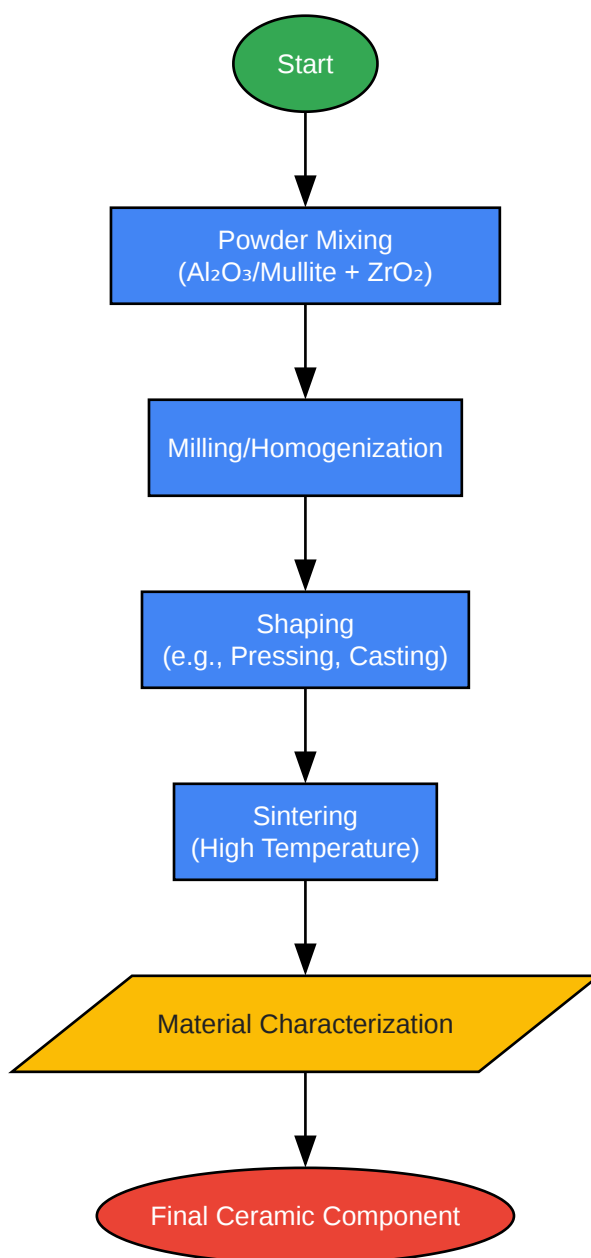 Start
Powder Mixing
(Al₂O₃/Mullite + ZrO₂)
Milling/Homogenization
Shaping
(e.g., Pressing, Casting)
Sintering
(High Temperature)
Material Characterization
Final Ceramic Component